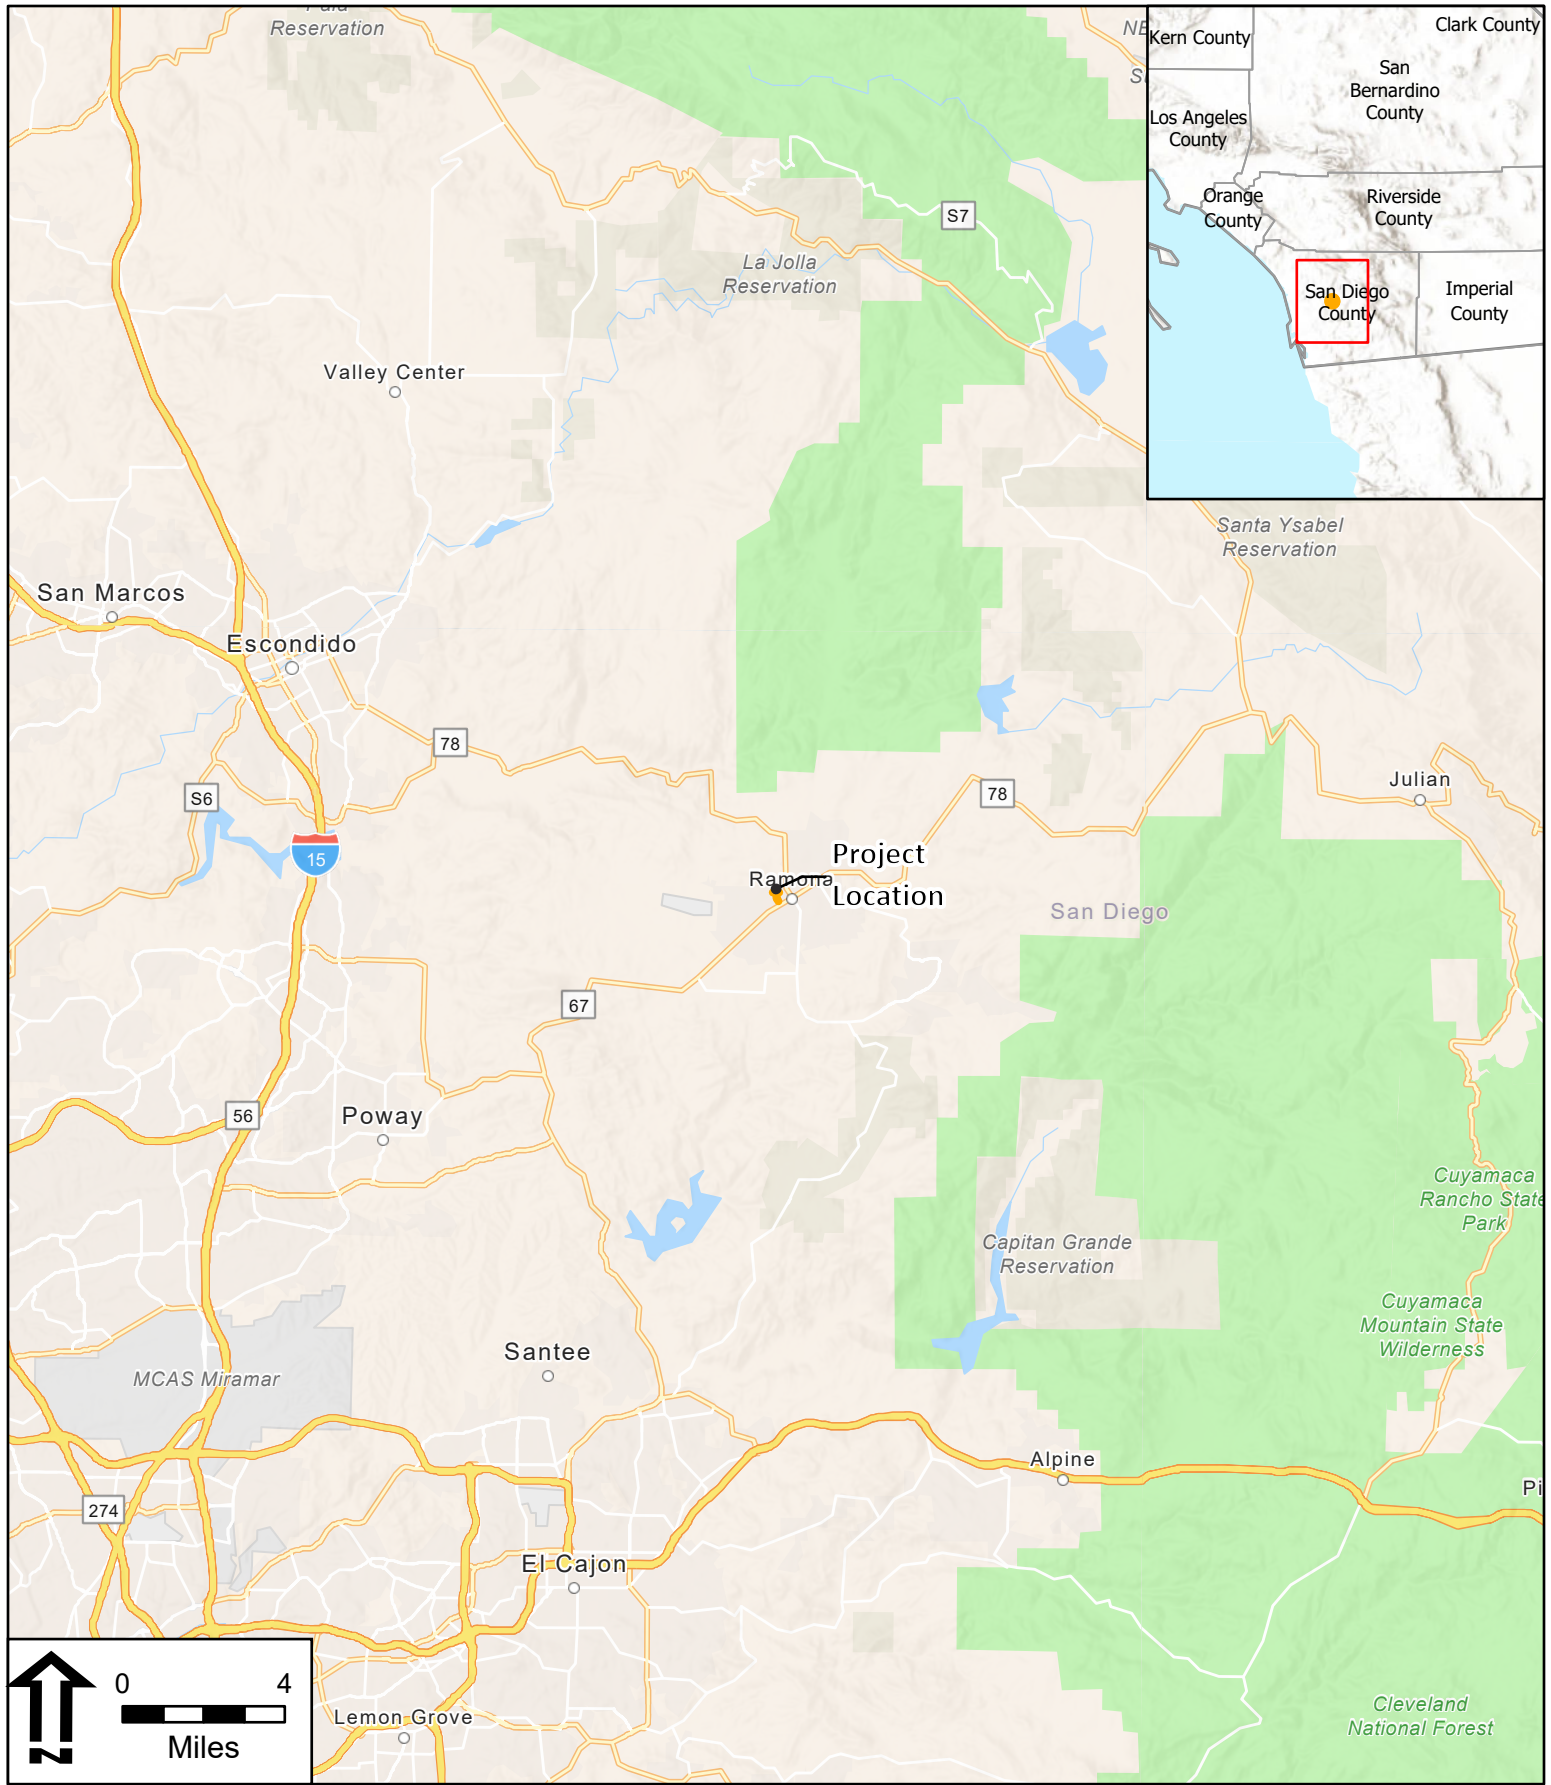 Reservation
Kern County
Clark County
San
Bernardino
County
Los Angeles
County
Orange
County
Riverside
County
San Diego
County
Imperial
County
S7
La Jolla
Reservation
Valley Center
Santa Ysabel
Reservation
San Marcos
Escondido
78
S6
78
Julian
15
Project
Location
Ramona
San Diego
67
56
Poway
Cuyamaca
Rancho State
Park
Capitan Grande
Reservation
Cuyamaca
Mountain State
Wilderness
Santee
MCAS Miramar
Alpine
Pi
274
El Cajon
0 4
Miles
N
Lemon Grove
Cleveland
National Forest